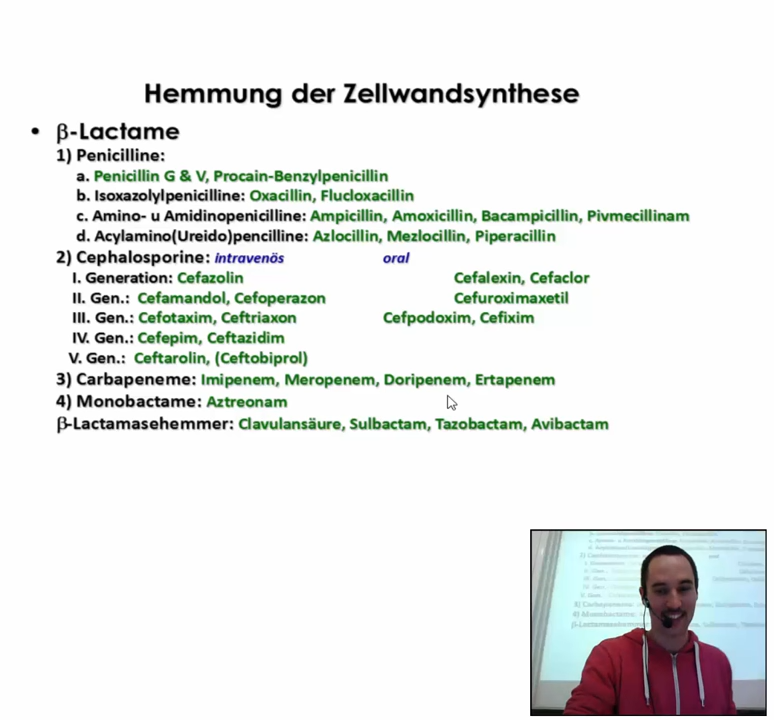 Hemmung der Zellwandsynthese
• β-Lactame
1) Penicilline:
a. Penicillin G & V, Procain-Benzylpenicillin
b. Isoxazolylpenicilline: Oxacillin, Flucloxacillin
c. Amino- u Amidinopenicilline: Ampicillin, Amoxicillin, Bacampicillin, Pivmecillinam
d. Acylamino(Ureido)pencilline: Azlocillin, Mezlocillin, Piperacillin
2) Cephalosporine: intravenös oral
I. Generation: Cefazolin Cefalexin, Cefaclor
II. Gen.: Cefamandol, Cefoperazon Cefuroximaxetil
III. Gen.: Cefotaxim, Ceftriaxon Cefpodoxim, Cefixim
IV. Gen.: Cefepim, Ceftazidim
V. Gen.: Ceftarolin, (Ceftobiprol)
3) Carbapeneme: Imipenem, Meropenem, Doripenem, Ertapenem
4) Monobactame: Aztreonam
β-Lactamasehemmer: Clavulansäure, Sulbactam, Tazobactam, Avibactam